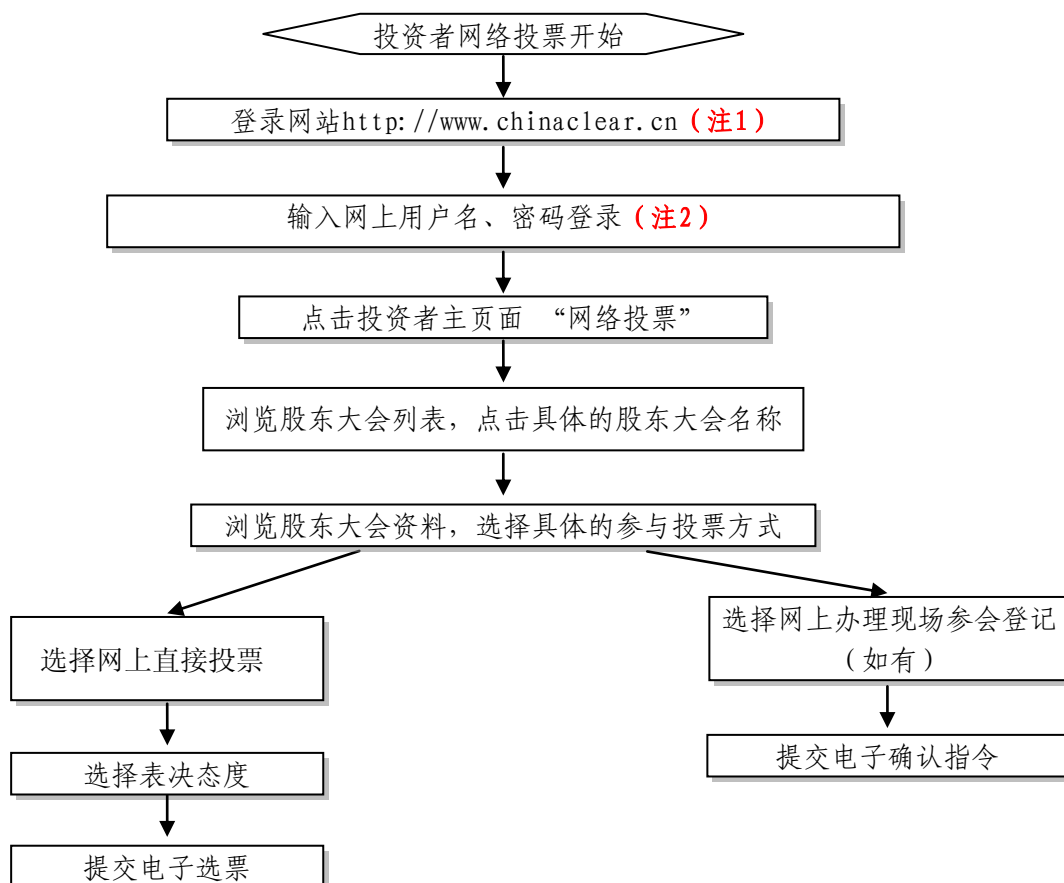 投资者网络投票开始
登录网站http://www.chinaclear.cn（注1）
输入网上用户名、密码登录（注2）
点击投资者主页面 “网络投票”
浏览股东大会列表，点击具体的股东大会名称
浏览股东大会资料，选择具体的参与投票方式
选择网上直接投票
选择表决态度
提交电子选票
选择网上办理现场参会登记
（如有）
提交电子确认指令